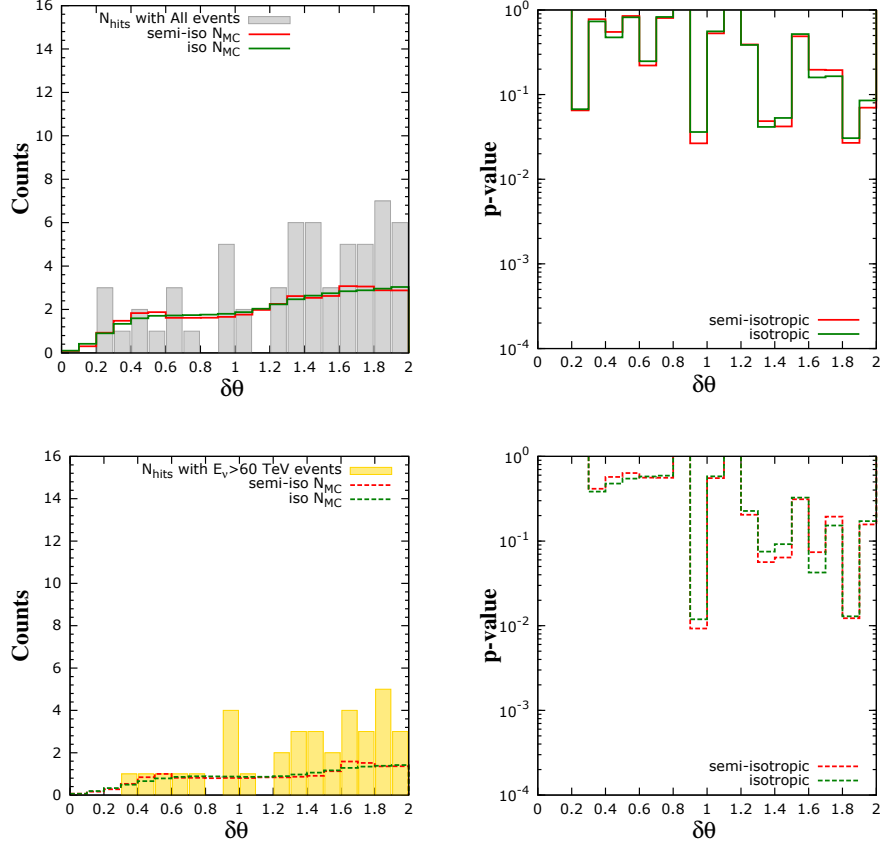 16
14
12
10
8
6
4
2
0
Counts
N_hits with All events
semi-iso N_MC
iso N_MC
0 0.2 0.4 0.6 0.8 1 1.2 1.4 1.6 1.8 2
δθ
10^0
10^-1
10^-2
10^-3
10^-4
p-value
semi-isotropic
isotropic
0 0.2 0.4 0.6 0.8 1 1.2 1.4 1.6 1.8 2
δθ
16
14
12
10
8
6
4
2
0
Counts
N_hits with E_ν>60 TeV events
semi-iso N_MC
iso N_MC
0 0.2 0.4 0.6 0.8 1 1.2 1.4 1.6 1.8 2
δθ
10^0
10^-1
10^-2
10^-3
10^-4
p-value
semi-isotropic
isotropic
0 0.2 0.4 0.6 0.8 1 1.2 1.4 1.6 1.8 2
δθ